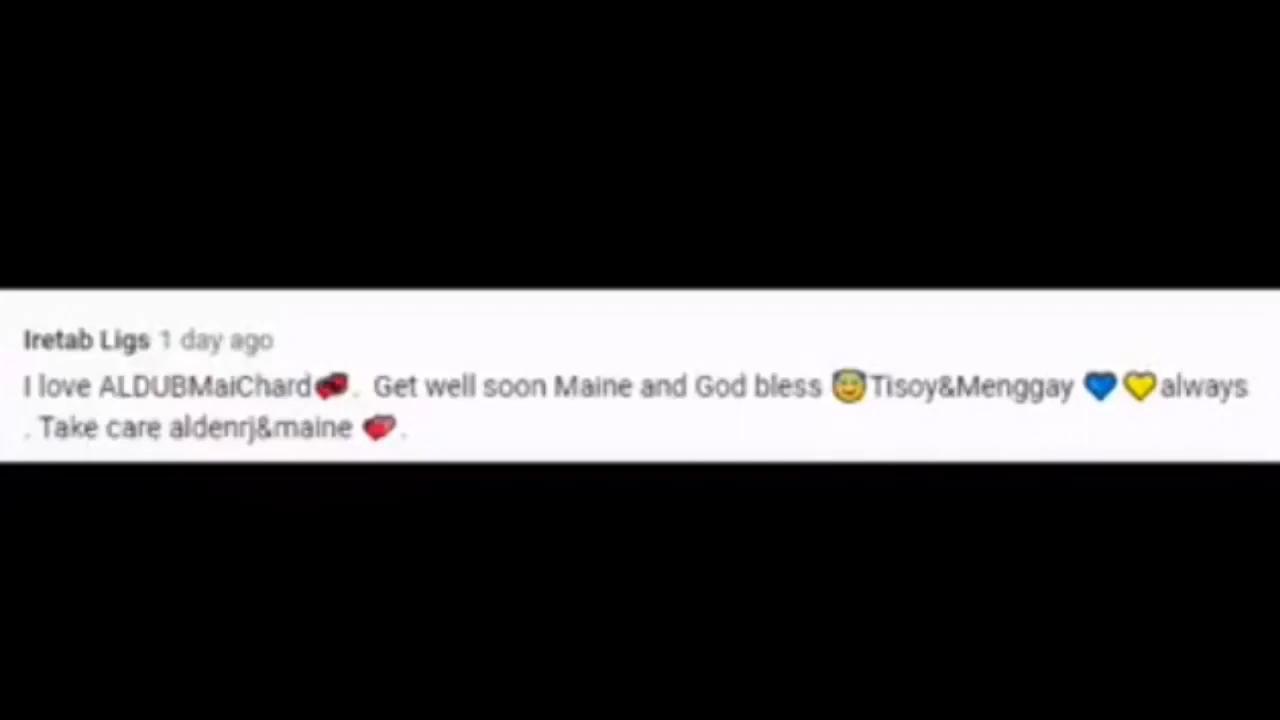 Iretab Ligs 1 day ago
I love ALDUBMaiChard💕. Get well soon Maine and God bless 😇Tisoy&Menggay 💙💛always
. Take care aldenrj&maine 💕.